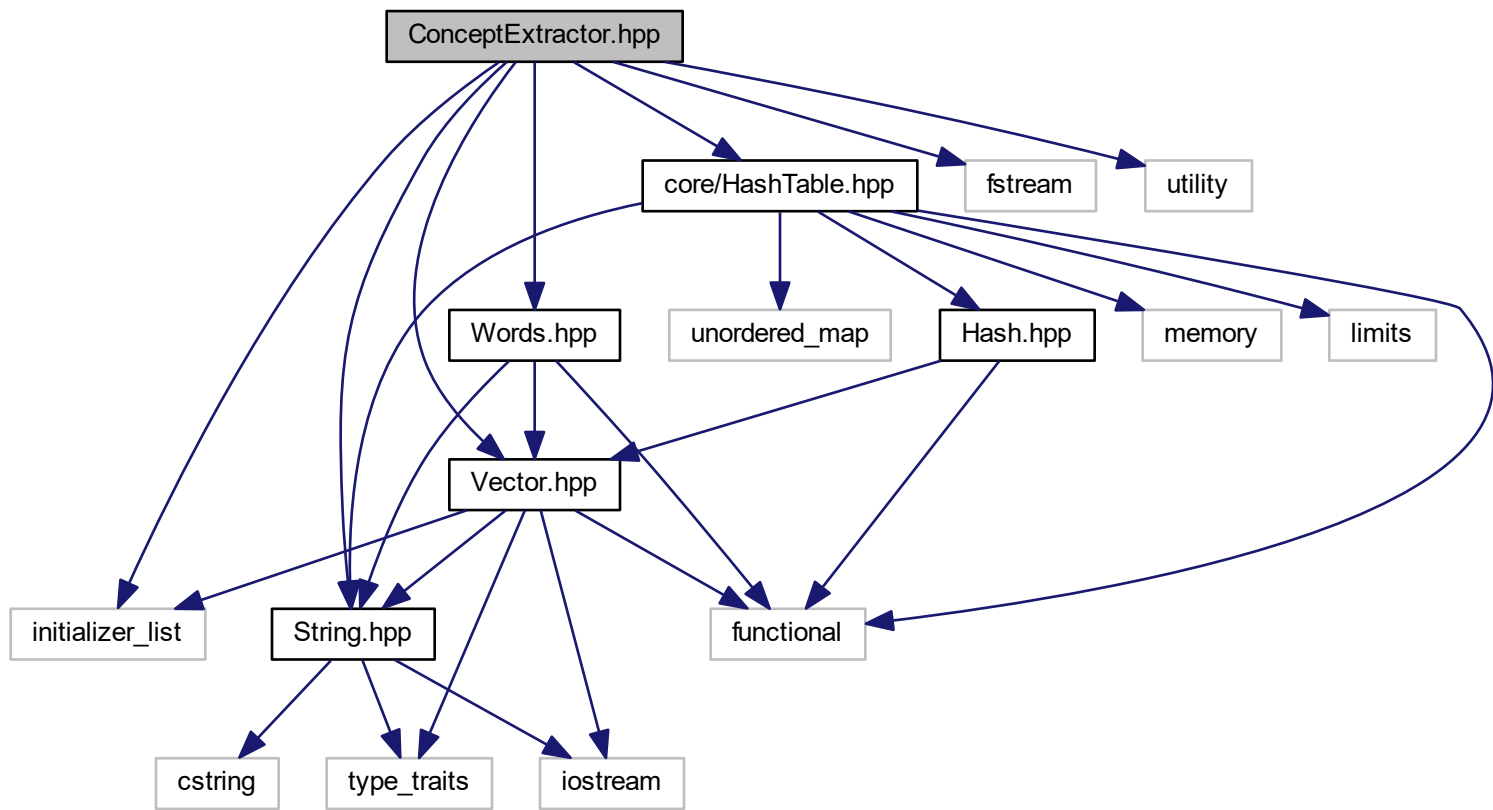 ConceptExtractor.hpp
core/HashTable.hpp
fstream
utility
Words.hpp
unordered_map
Hash.hpp
memory
limits
Vector.hpp
initializer_list
String.hpp
functional
cstring
type_traits
iostream